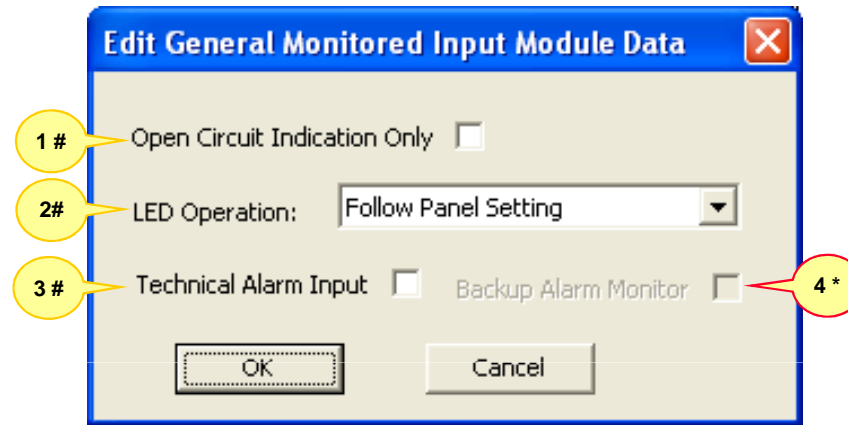 Edit General Monitored Input Module Data
1 # Open Circuit Indication Only
2# LED Operation: Follow Panel Setting
3 # Technical Alarm Input Backup Alarm Monitor 4 *
OK Cancel